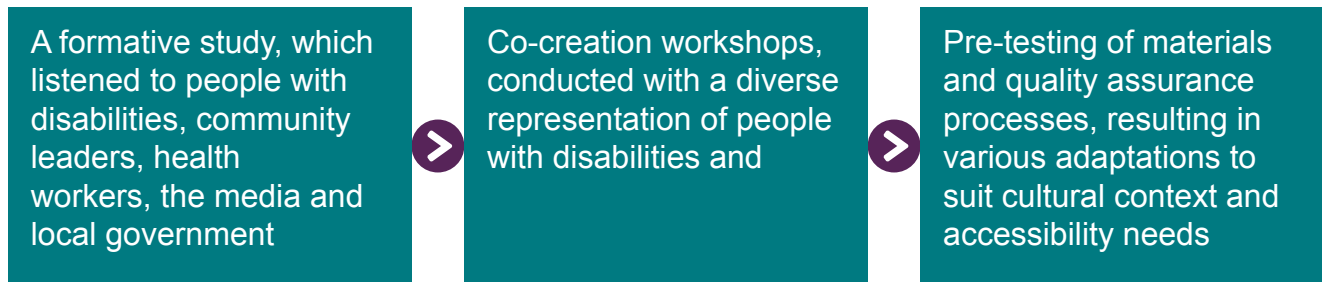 A formative study, which
listened to people with
disabilities, community
leaders, health
workers, the media and
local government
Co-creation workshops,
conducted with a diverse
representation of people
with disabilities and
Pre-testing of materials
and quality assurance
processes, resulting in
various adaptations to
suit cultural context and
accessibility needs